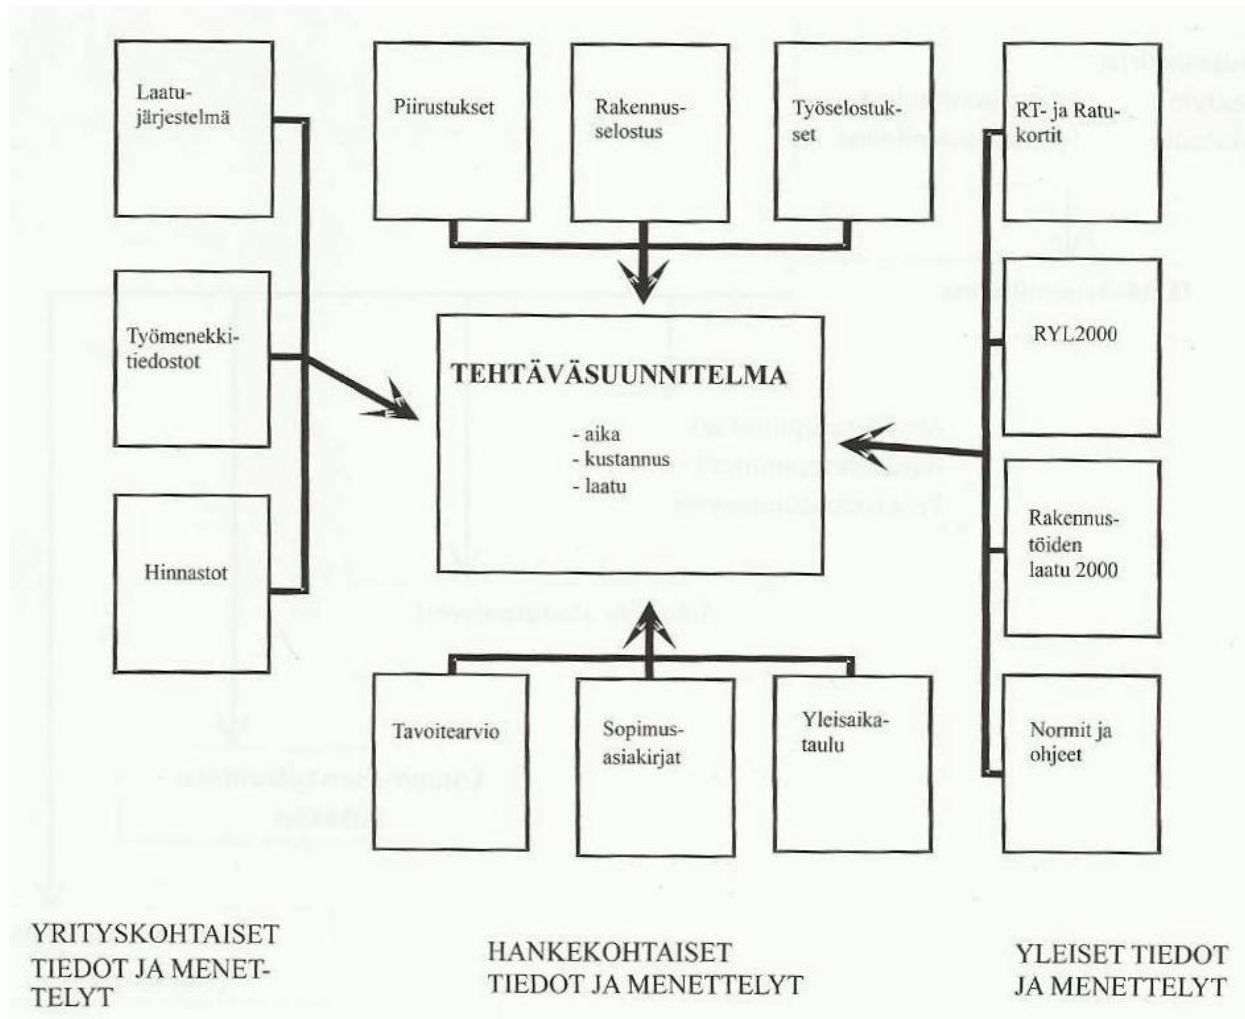 Laatu-
järjestelmä
Piirustukset
Rakennus-
selostus
Työselostuk-
set
RT- ja Ratu-
kortit
Työmenekki-
tiedostot
TEHTÄVÄSUUNNITELMA
- aika
- kustannus
- laatu
RYL2000
Hinnastot
Rakennus-
töiden
laatu 2000
Tavoitearvio
Sopimus-
asiakirjat
Yleisaika-
taulu
Normit ja
ohjeet
YRITYSKOHTAISET
TIEDOT JA MENET-
TELYT
HANKEKOHTAISET
TIEDOT JA MENETTELYT
YLEISET TIEDOT
JA MENETTELYT